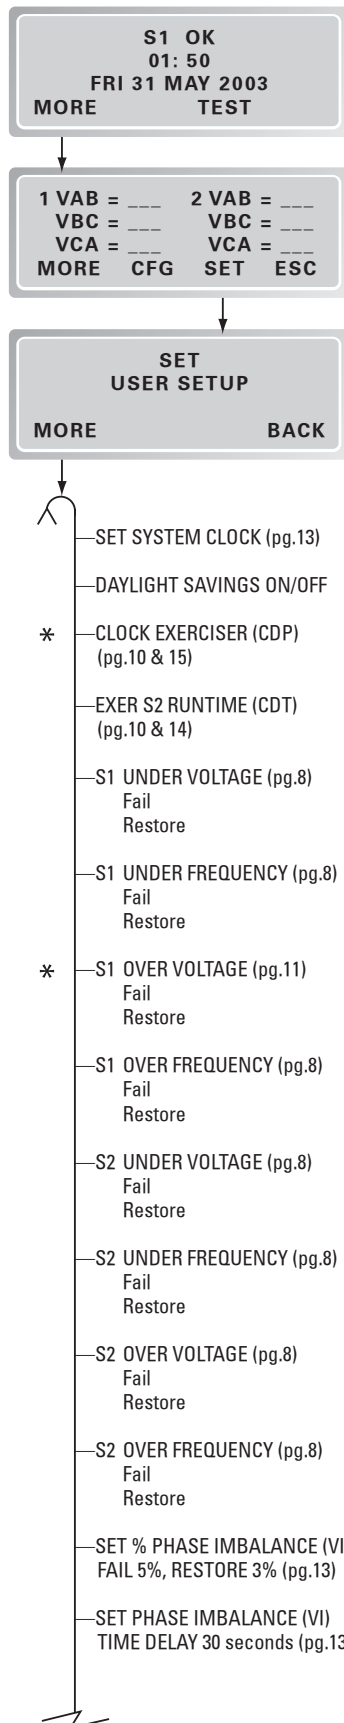 S1 OK
01: 50
FRI 31 MAY 2003
MORE TEST
1 VAB = ___ 2 VAB = ___
VBC = ___ VBC = ___
VCA = ___ VCA = ___
MORE CFG SET ESC
SET
USER SETUP
MORE BACK
SET SYSTEM CLOCK (pg.13)
DAYLIGHT SAVINGS ON/OFF
* CLOCK EXERCISER (CDP)
(pg.10 & 15)
EXER S2 RUNTIME (CDT)
(pg.10 & 14)
S1 UNDER VOLTAGE (pg.8)
Fail
Restore
S1 UNDER FREQUENCY (pg.8)
Fail
Restore
* S1 OVER VOLTAGE (pg.11)
Fail
Restore
S1 OVER FREQUENCY (pg.8)
Fail
Restore
S2 UNDER VOLTAGE (pg.8)
Fail
Restore
S2 UNDER FREQUENCY (pg.8)
Fail
Restore
S2 OVER VOLTAGE (pg.8)
Fail
Restore
S2 OVER FREQUENCY (pg.8)
Fail
Restore
SET % PHASE IMBALANCE (VI
FAIL 5%, RESTORE 3% (pg.13)
SET PHASE IMBALANCE (VI)
TIME DELAY 30 seconds (pg.13